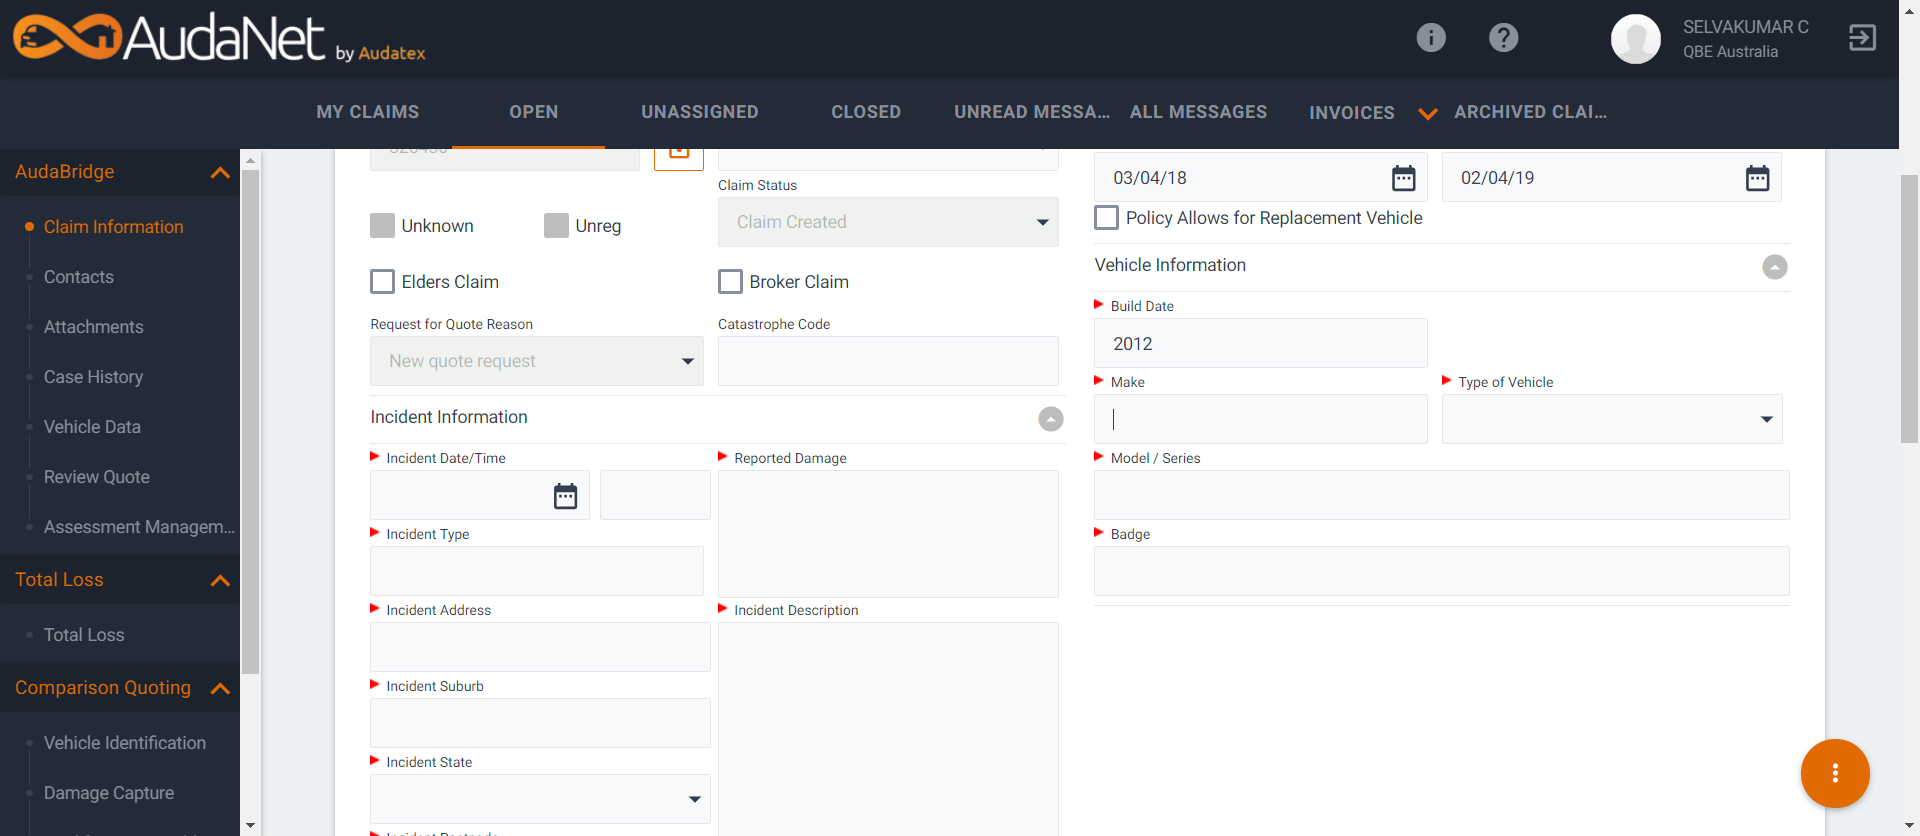 AudaNet by Audatex
SELVAKUMAR C
QBE Australia
MY CLAIMS
OPEN
UNASSIGNED
CLOSED
UNREAD MESSA...
ALL MESSAGES
INVOICES
ARCHIVED CLAI...
AudaBridge
Claim Information
Contacts
Attachments
Case History
Vehicle Data
Review Quote
Assessment Managem...
Total Loss
Total Loss
Comparison Quoting
Vehicle Identification
Damage Capture
Unknown
Unreg
Claim Status
Claim Created
Elders Claim
Broker Claim
Request for Quote Reason
New quote request
Catastrophe Code
Incident Information
Incident Date/Time
Reported Damage
Incident Type
Incident Address
Incident Description
Incident Suburb
Incident State
03/04/18
02/04/19
Policy Allows for Replacement Vehicle
Vehicle Information
Build Date
2012
Make
Type of Vehicle
Model / Series
Badge